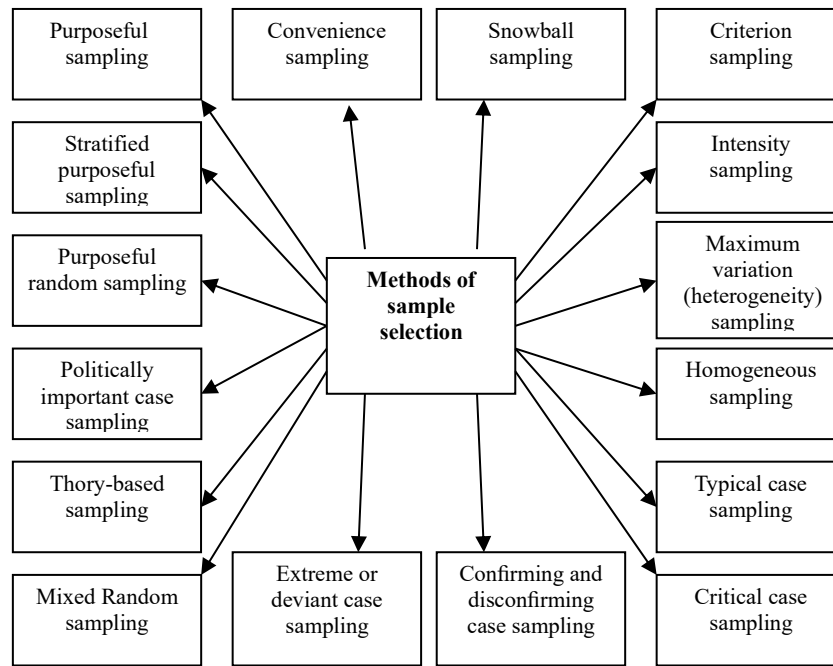 Purposeful
sampling
Convenience
sampling
Snowball
sampling
Criterion
sampling
Stratified
purposeful
sampling
Intensity
sampling
Purposeful
random sampling
Methods of
sample
selection
Maximum
variation
(heterogeneity)
sampling
Politically
important case
sampling
Homogeneous
sampling
Thory-based
sampling
Typical case
sampling
Mixed Random
sampling
Extreme or
deviant case
sampling
Confirming and
disconfirming
case sampling
Critical case
sampling